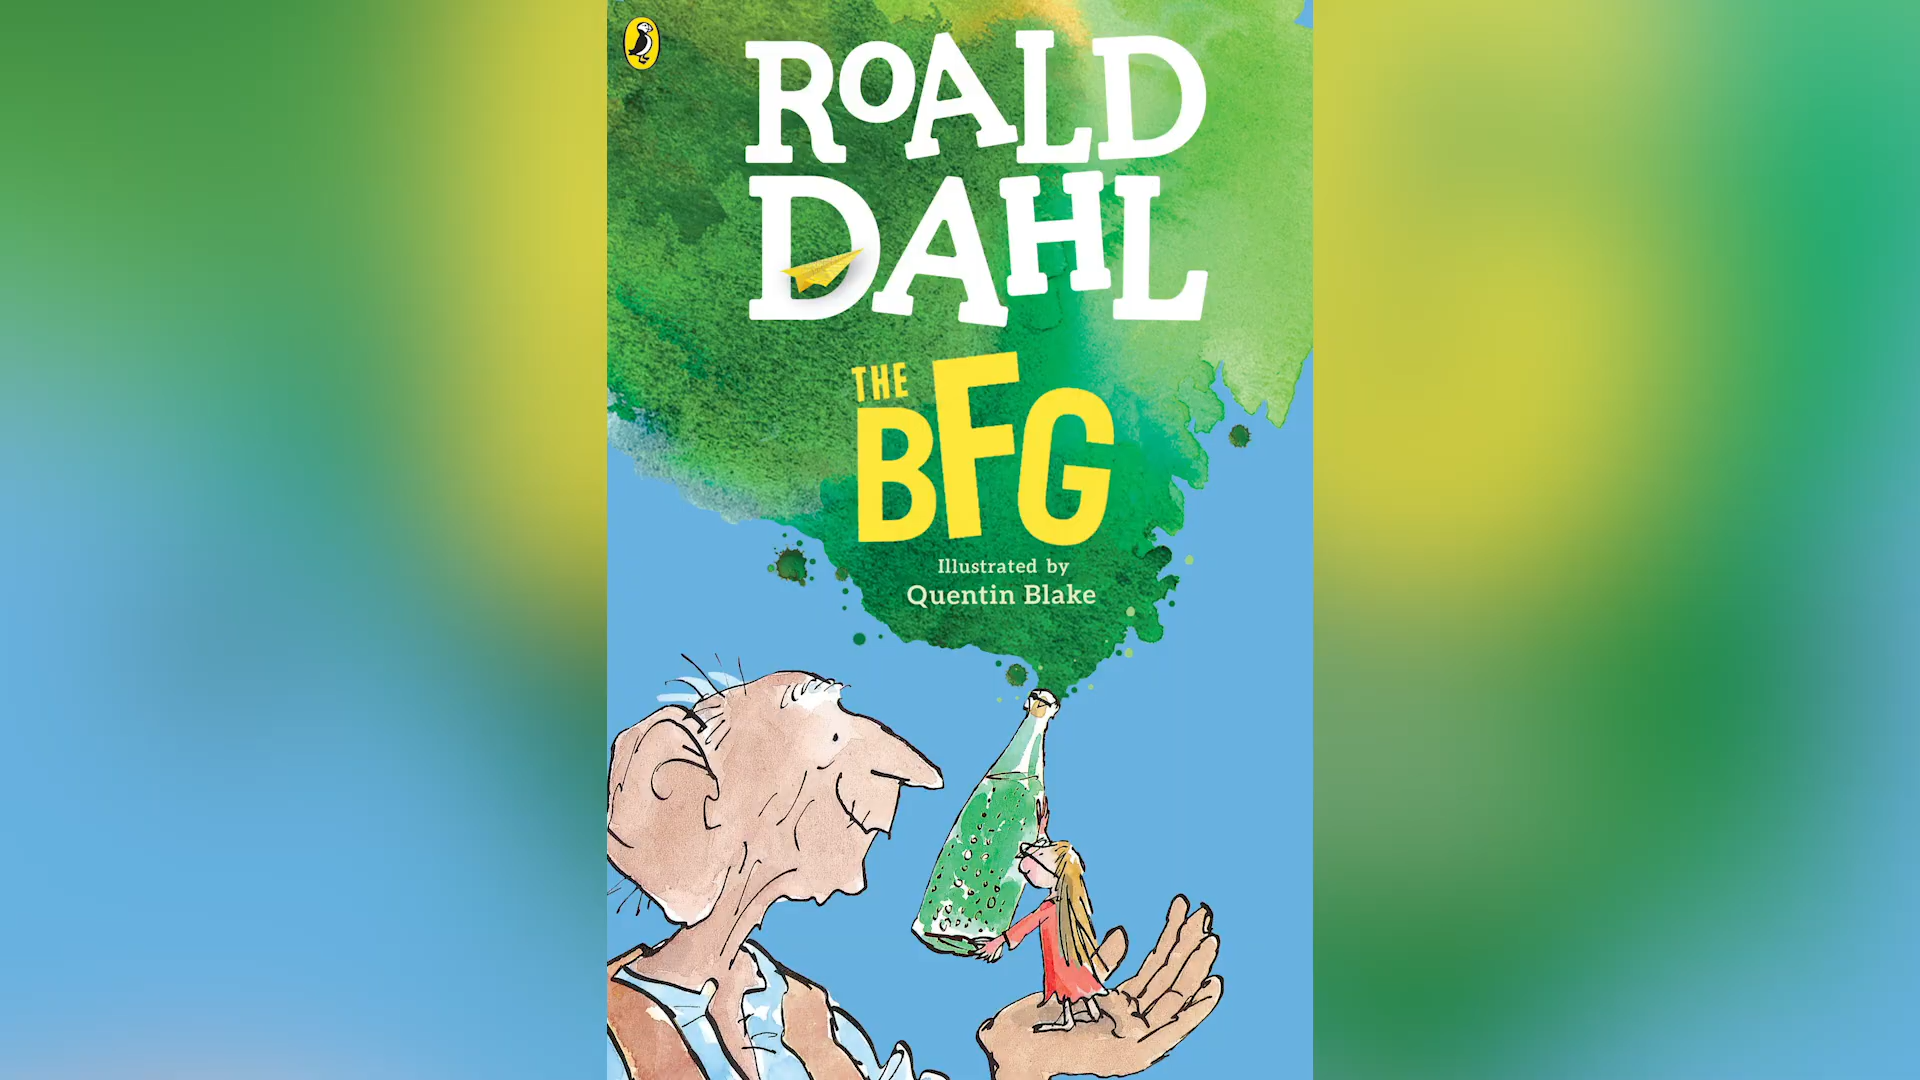 ROALD
DAHL
THE
BFG
Illustrated by
Quentin Blake